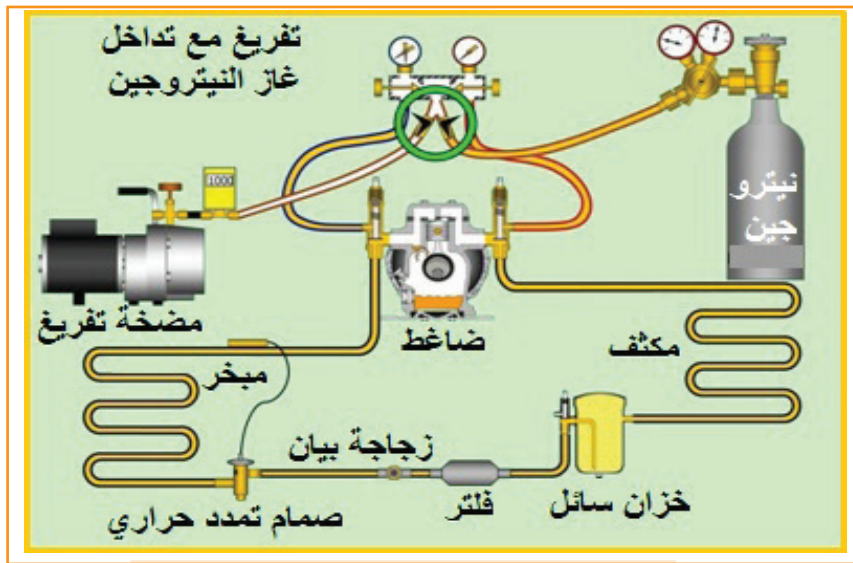 تفريغ مع تداخل
غاز النيتروجين
1000
نيترو
جين
مضخة تفريغ
ضاغط
مكثف
مبخر
زجاجة بيان
صمام تمدد حراري
فلتر
خزان سائل